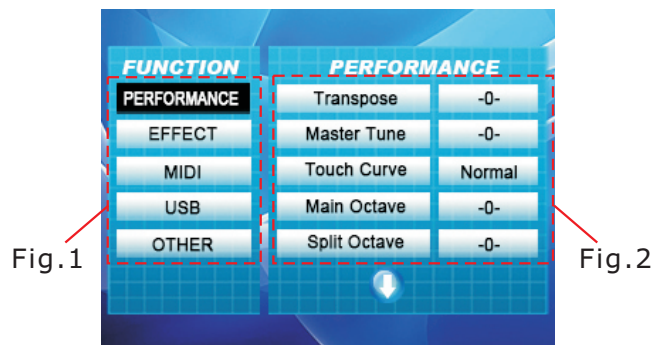 FUNCTION
PERFORMANCE
EFFECT
MIDI
USB
OTHER
PERFORMANCE
Transpose -0-
Master Tune -0-
Touch Curve Normal
Main Octave -0-
Split Octave -0-
Fig.1
Fig.2